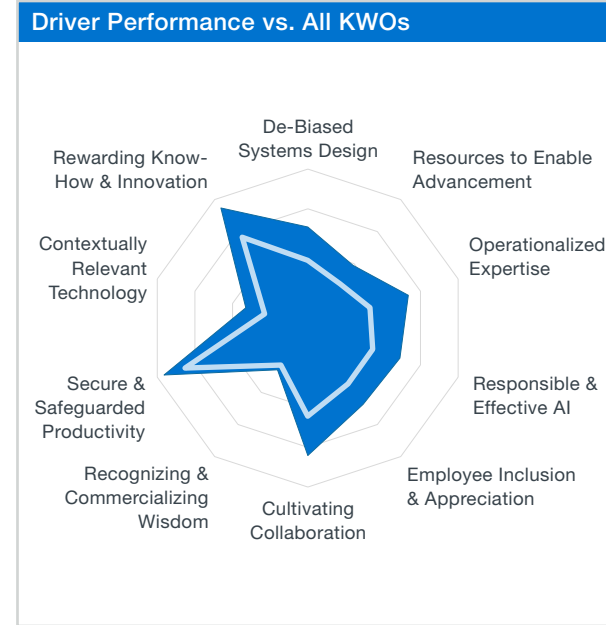 Driver Performance vs. All KWOs
De-Biased
Systems Design
Resources to Enable
Advancement
Operationalized
Expertise
Responsible &
Effective AI
Employee Inclusion
& Appreciation
Cultivating
Collaboration
Recognizing &
Commercializing
Wisdom
Secure &
Safeguarded
Productivity
Contextually
Relevant
Technology
Rewarding Know-
How & Innovation